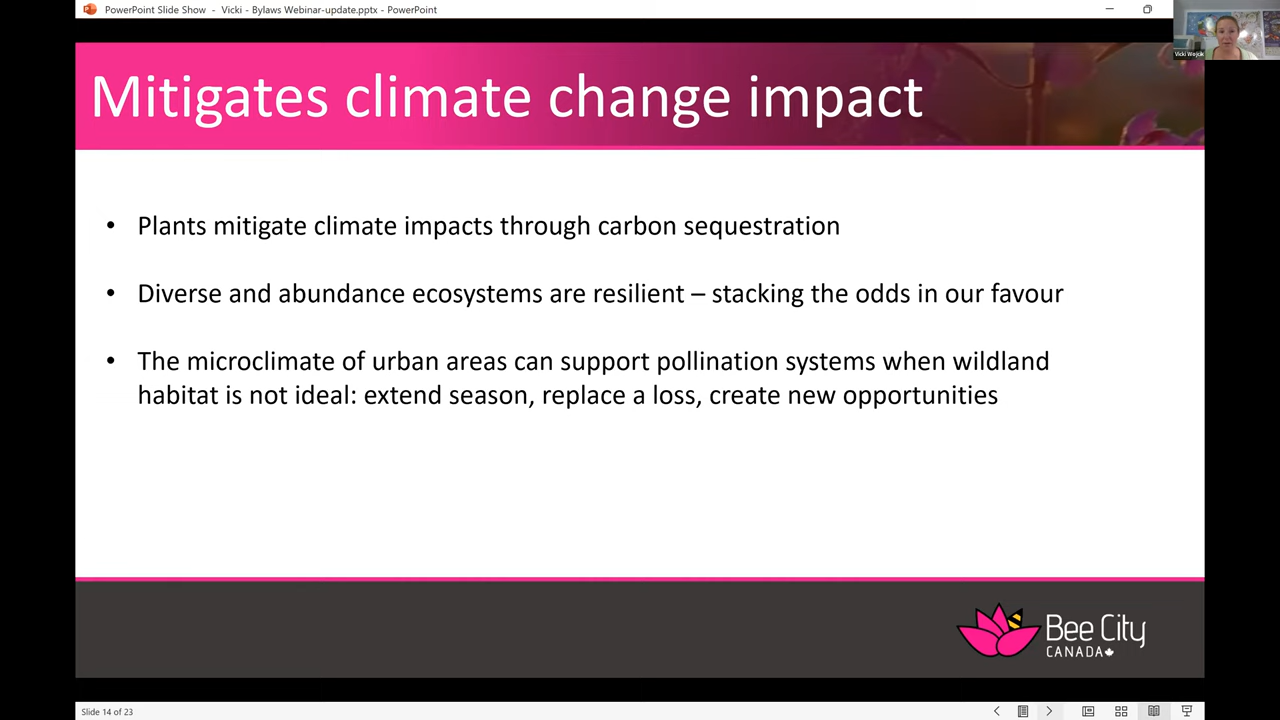 PowerPoint Slide Show - Vicki - Bylaws Webinar-update.pptx - PowerPoint
Vicki Wojcik
Mitigates climate change impact
• Plants mitigate climate impacts through carbon sequestration
• Diverse and abundance ecosystems are resilient – stacking the odds in our favour
• The microclimate of urban areas can support pollination systems when wildland
habitat is not ideal: extend season, replace a loss, create new opportunities
Bee City
CANADA
Slide 14 of 23